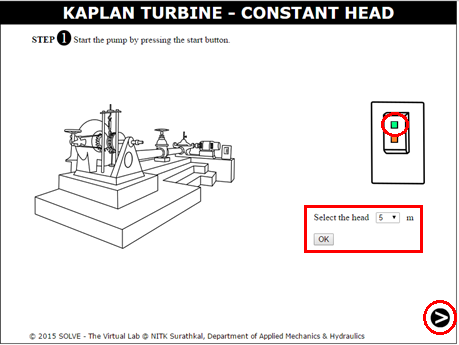 KAPLAN TURBINE - CONSTANT HEAD
STEP 1 Start the pump by pressing the start button.
Select the head 5 m
OK
© 2015 SOLVE - The Virtual Lab @ NITK Surathkal, Department of Applied Mechanics & Hydraulics